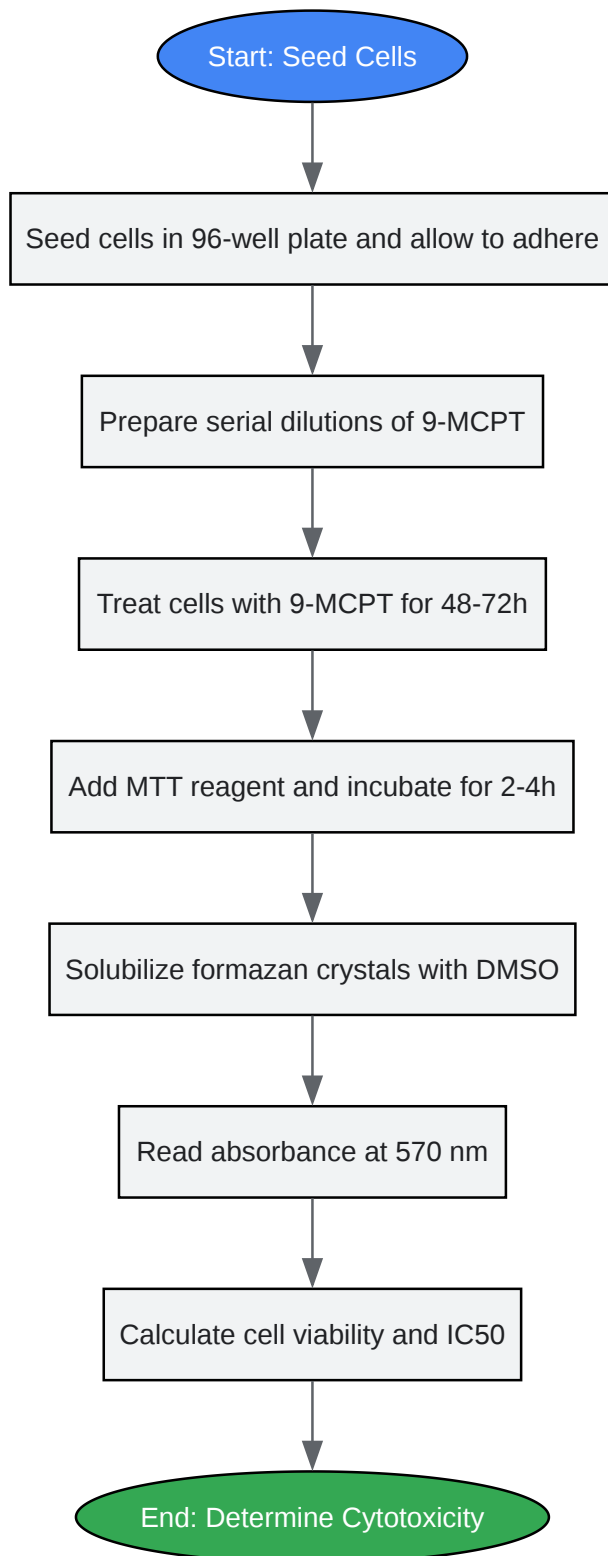 Start: Seed Cells
Seed cells in 96-well plate and allow to adhere
Prepare serial dilutions of 9-MCPT
Treat cells with 9-MCPT for 48-72h
Add MTT reagent and incubate for 2-4h
Solubilize formazan crystals with DMSO
Read absorbance at 570 nm
Calculate cell viability and IC50
End: Determine Cytotoxicity